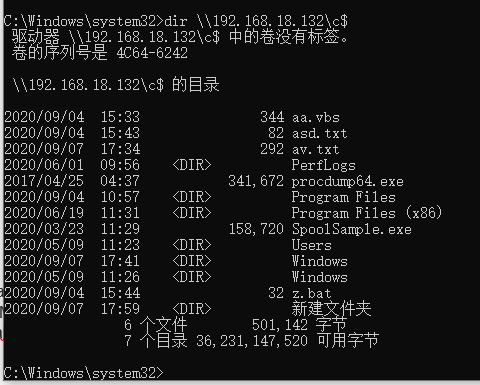 C:\Windows\system32>dir \\192.168.18.132\c$
驱动器 \\192.168.18.132\c$ 中的卷没有标签。
卷的序列号是 4C64-6242
\\192.168.18.132\c$ 的目录
2020/09/04  15:33               344 aa.vbs
2020/09/04  15:43                82 asd.txt
2020/09/07  17:34               292 av.txt
2020/06/01  09:56    <DIR>          PerfLogs
2017/04/25  04:37           341,672 procdump64.exe
2020/09/04  10:57    <DIR>          Program Files
2020/06/19  11:31    <DIR>          Program Files (x86)
2020/03/23  11:29           158,720 SpoolSample.exe
2020/05/09  11:23    <DIR>          Users
2020/09/07  17:41    <DIR>          Windows
2020/05/09  11:26    <DIR>          Windows
2020/09/04  15:44                32 z.bat
2020/09/07  17:59    <DIR>          新建文件夹
6 个文件        501,142 字节
7 个目录 36,231,147,520 可用字节
C:\Windows\system32>